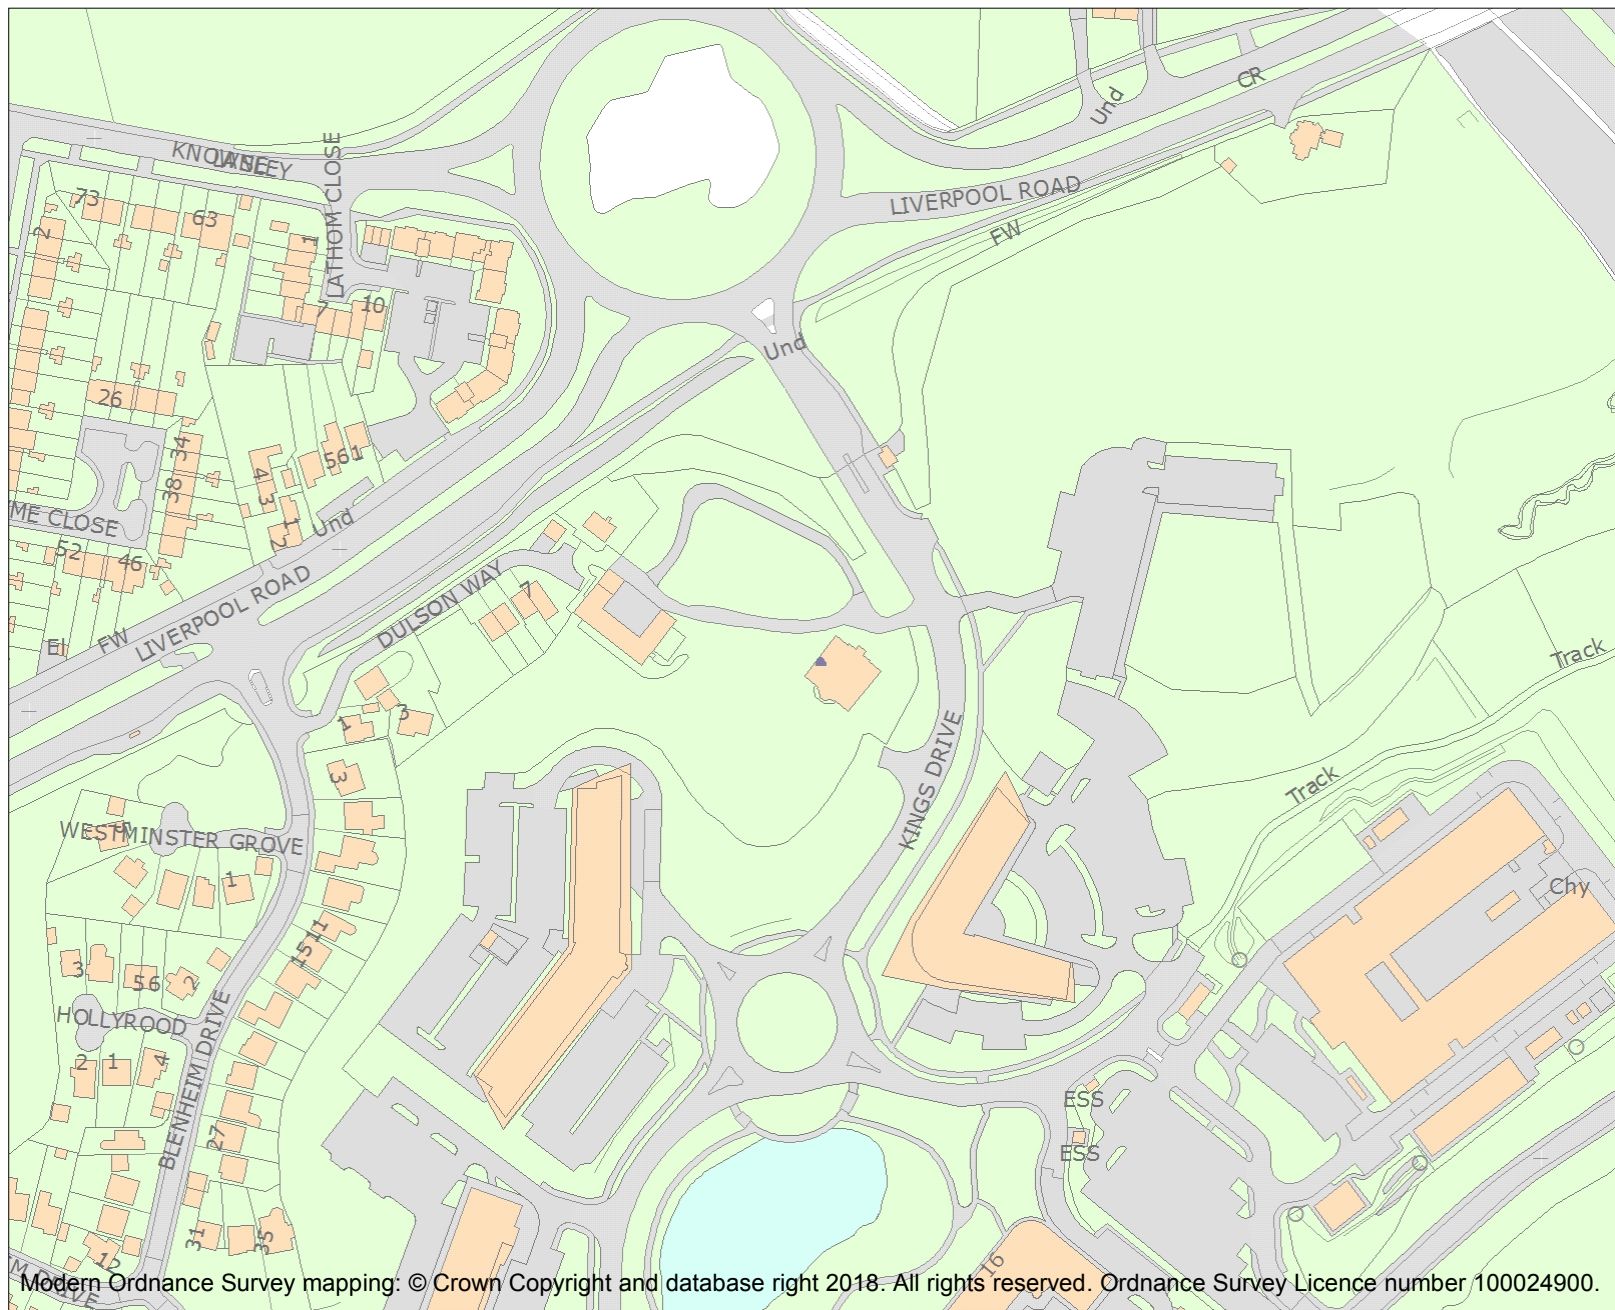 CR
Und
KNOWSLEY
LANE
LATHOM CLOSE
LIVERPOOL ROAD
73
63
2
1
FW
7
10
Und
26
34
38
561
4
3
1
2
Und
ME CLOSE
52
46
DULSON WAY
7
LIVERPOOL ROAD
FW
El
Track
1
3
3
KINGS DRIVE
Track
WESTMINSTER GROVE
5
1
Chy
11
15
3
56
2
HOLLYROOD
2
1
4
BLENHEIM DRIVE
ESS
27
ESS
31
35
12
16
M DRIVE
Modern Ordnance Survey mapping: © Crown Copyright and database right 2018. All rights reserved. Ordnance Survey Licence number 100024900.